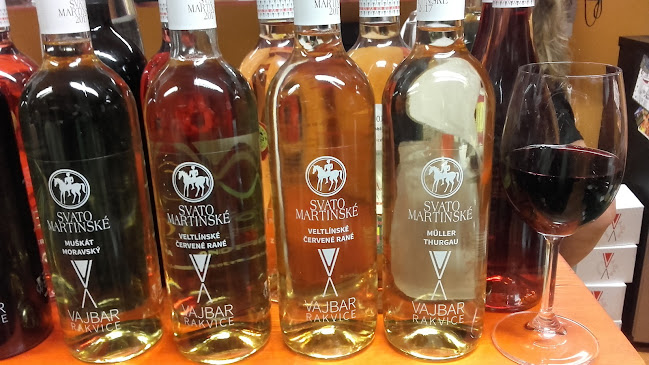 SVATO
MARTINSKÉ
MUŠKÁT
MORAVSKÝ
VAJBAR
RAKVICE
SVATO
MARTINSKÉ
VELTLÍNSKÉ
ČERVENÉ RANÉ
VAJBAR
RAKVICE
SVATO
MARTINSKÉ
VELTLÍNSKÉ
ČERVENÉ RANÉ
VAJBAR
RAKVICE
SVATO
MARTINSKÉ
MÜLLER
THURGAU
VAJBAR
RAKVICE